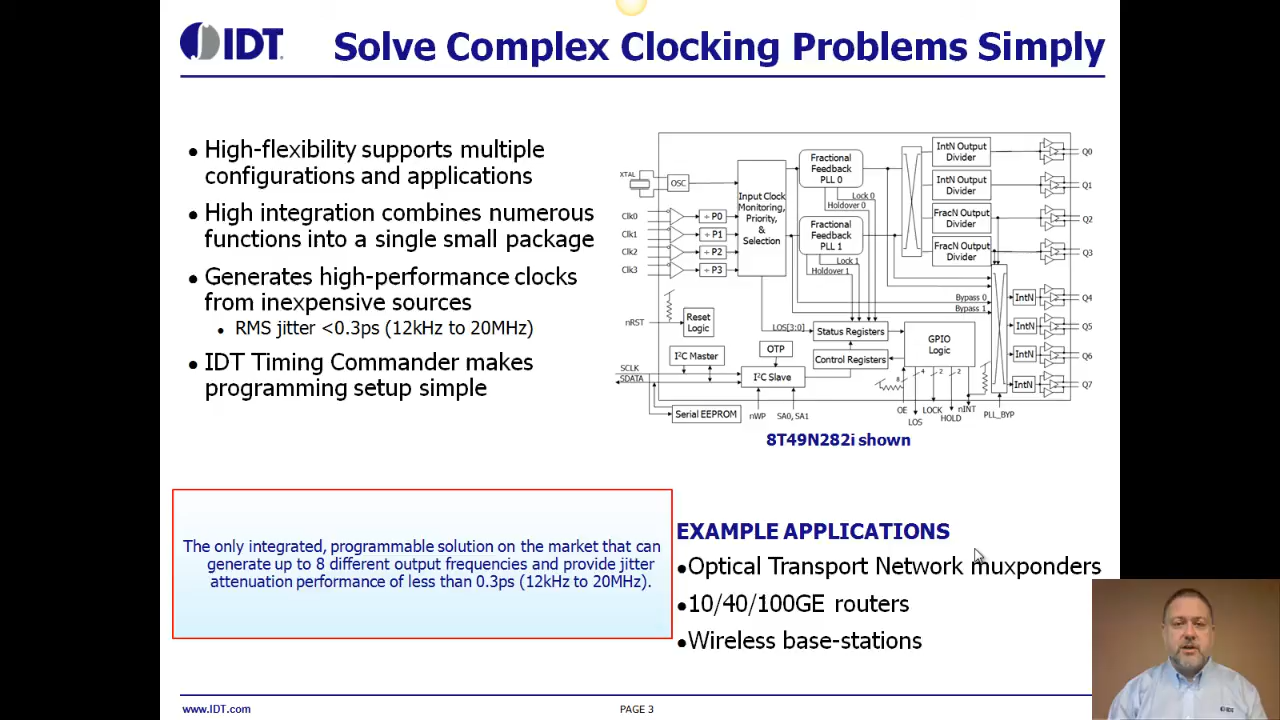 IDT
Solve Complex Clocking Problems Simply
● High-flexibility supports multiple
configurations and applications
● High integration combines numerous
functions into a single small package
● Generates high-performance clocks
from inexpensive sources
● RMS jitter <0.3ps (12kHz to 20MHz)
● IDT Timing Commander makes
programming setup simple
XTAL
OSC
Clk0
Clk1
Clk2
Clk3
÷ P0
÷ P1
÷ P2
÷ P3
Input Clock
Monitoring,
Priority,
&
Selection
Fractional
Feedback
PLL 0
Lock 0
Holdover 0
Fractional
Feedback
PLL 1
Lock 1
Holdover 1
IntN Output
Divider
IntN Output
Divider
FracN Output
Divider
FracN Output
Divider
Q0
Q1
Q2
Q3
Bypass 0
Bypass 1
IntN
IntN
IntN
IntN
Q4
Q5
Q6
Q7
nRST
Reset
Logic
LOS[3:0]
Status Registers
GPIO
Logic
I²C Master
OTP
Control Registers
SCLK
SDATA
I²C Slave
8
4
2
2
Serial EEPROM
nWP
SA0, SA1
OE
LOS
LOCK
HOLD
nINT
PLL_BYP
8T49N282i shown
The only integrated, programmable solution on the market that can
generate up to 8 different output frequencies and provide jitter
attenuation performance of less than 0.3ps (12kHz to 20MHz).
EXAMPLE APPLICATIONS
●Optical Transport Network muxponders
●10/40/100GE routers
●Wireless base-stations
www.IDT.com
PAGE 3
IDT